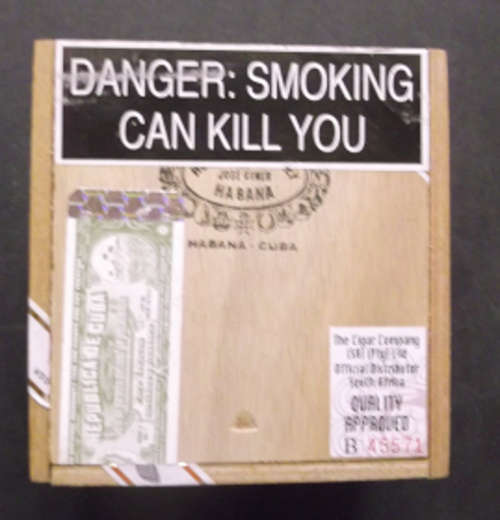 DANGER: SMOKING
CAN KILL YOU
JOSE GENER
HABANA
HABANA - CUBA
REPUBLICA DE CUBA
The Cigar Company
(SA) (Pty) Ltd
Official Distributor
South Africa
QUALITY
APPROVED
B A5571